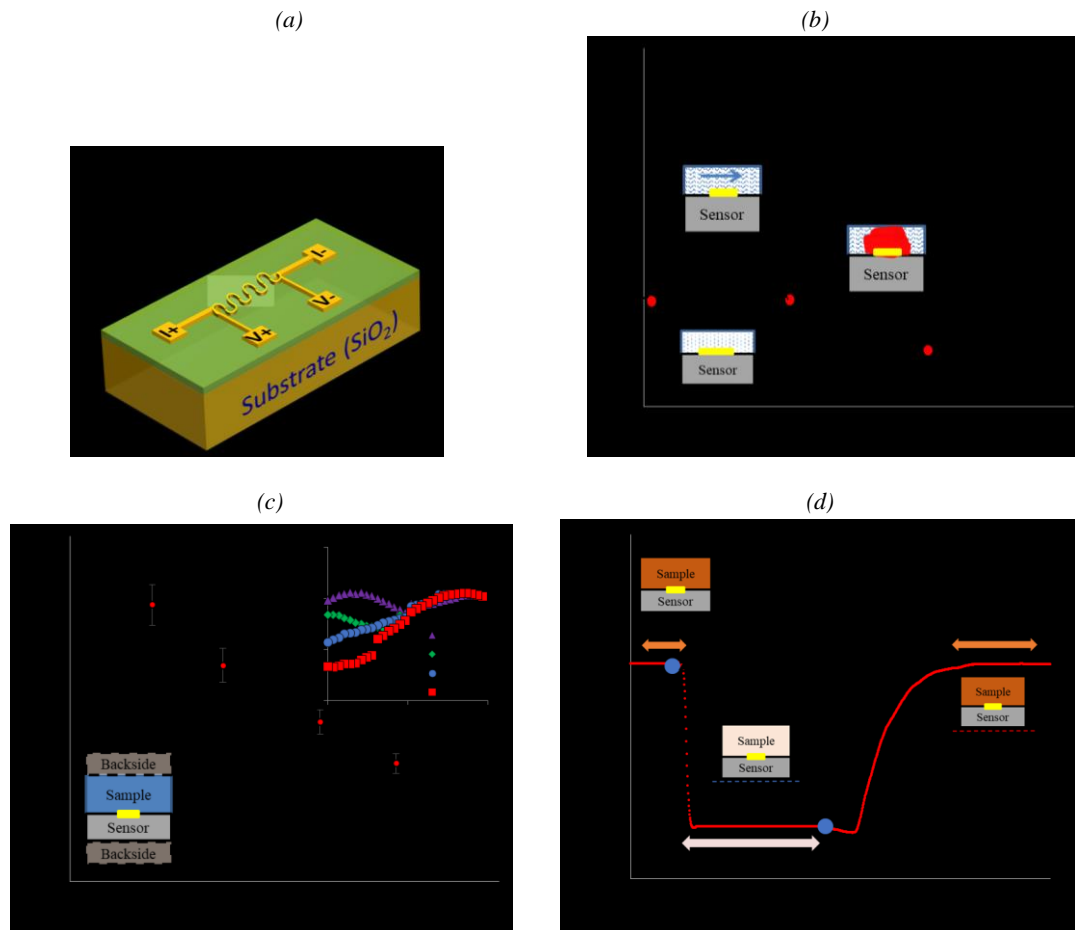 (a)
(b)
I-
V-
I+
V+
Substrate (SiO₂)
Sensor
Sensor
Sensor
(c)
(d)
Backside
Sample
Sensor
Backside
Sample
Sensor
Sample
Sensor
Sample
Sensor